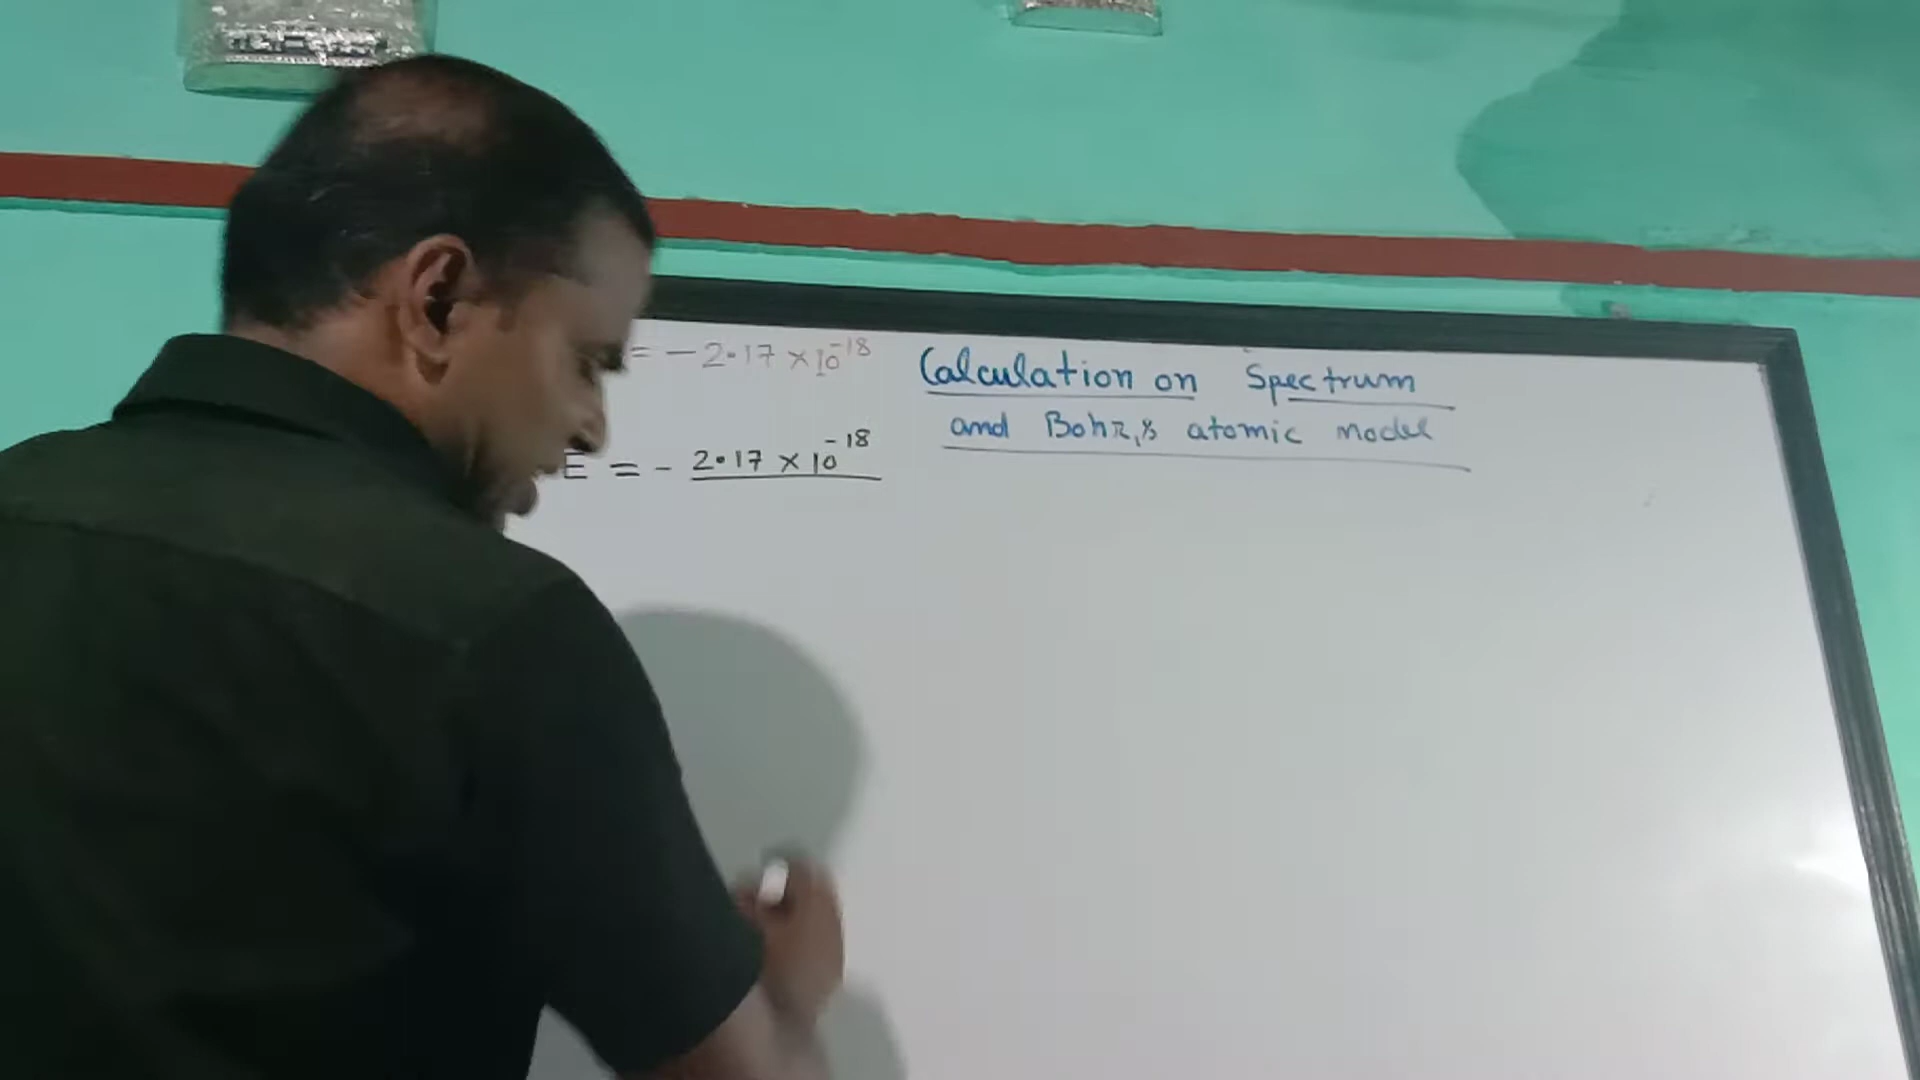 = - 2.17 × 10⁻¹⁸
Calculation on Spectrum
and Bohr,s atomic model
E = - 2.17 × 10⁻¹⁸